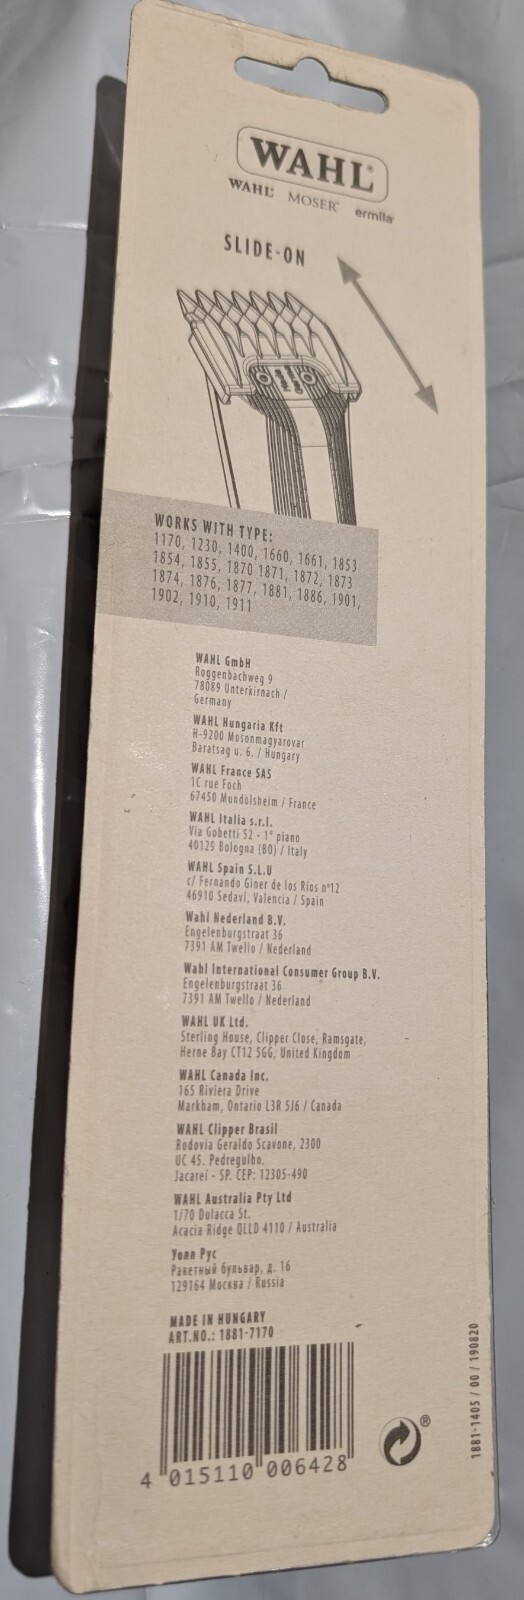 WAHL®
WAHL® MOSER® ermila®
SLIDE-ON
WORKS WITH TYPE:
1170, 1230, 1400, 1660, 1661, 1853
1854, 1855, 1870 1871, 1872, 1873
1874, 1876, 1877, 1881, 1886, 1901,
1902, 1910, 1911
WAHL GmbH
Roggenbachweg 9
78089 Unterkirnach /
Germany
WAHL Hungaria Kft
H-9200 Mosonmagyarovar
Baratsag u. 6. / Hungary
WAHL France SAS
1C rue Foch
67450 Mundolsheim / France
WAHL Italia s.r.l.
Via Gobetti 52 - 1° piano
40129 Bologna (BO) / Italy
WAHL Spain S.L.U
c/ Fernando Giner de los Rios nº12
46910 Sedavi, Valencia / Spain
Wahl Nederland B.V.
Engelenburgstraat 36
7391 AM Twello / Nederland
Wahl International Consumer Group B.V.
Engelenburgstraat 36
7391 AM Twello / Nederland
WAHL UK Ltd.
Sterling House, Clipper Close, Ramsgate,
Herne Bay CT12 5GG, United Kingdom
WAHL Canada Inc.
165 Riviera Drive
Markham, Ontario L3R 5J6 / Canada
WAHL Clipper Brasil
Rodovia Geraldo Scavone, 2300
UC 45. Pedregulho.
Jacareí - SP. CEP: 12305-490
WAHL Australia Pty Ltd
1/70 Dulacca St.
Acacia Ridge QLLD 4110 / Australia
Уолл Рус
Ракетный бульвар, д. 16
129164 Москва / Russia
MADE IN HUNGARY
ART.NO.: 1881-7170
4 015110 006428
®
1881-1405 / 00 / 190820